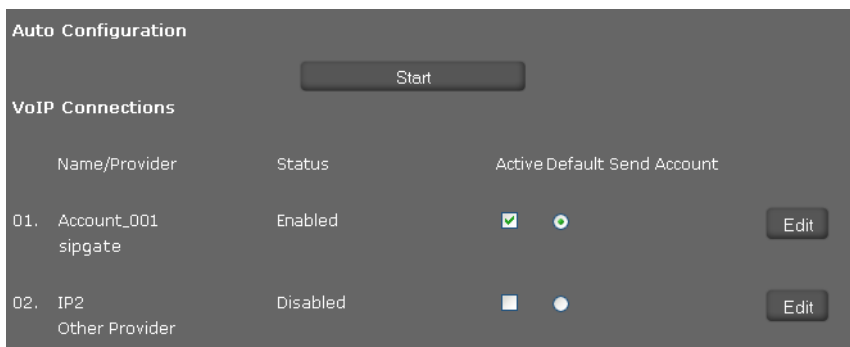 Auto Configuration
Start
VoIP Connections
Name/Provider Status Active Default Send Account
01. Account_001 Enabled Edit
sipgate
02. IP2 Disabled Edit
Other Provider